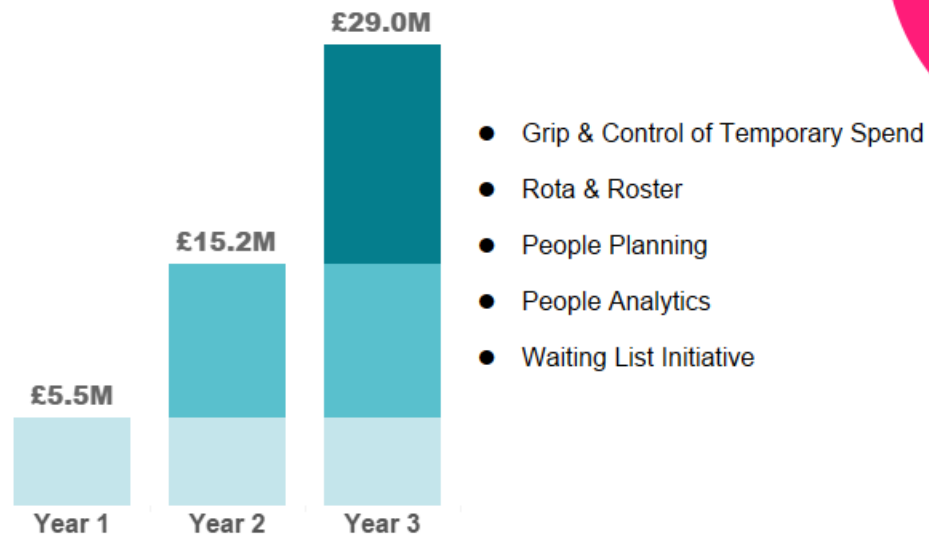 £29.0M
£15.2M
£5.5M
Year 1
Year 2
Year 3
● Grip & Control of Temporary Spend
● Rota & Roster
● People Planning
● People Analytics
● Waiting List Initiative